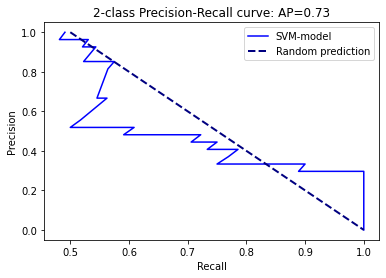 2-class Precision-Recall curve: AP=0.73
SVM-model
Random prediction
Precision
1.0
0.8
0.6
0.4
0.2
0.0
0.5 0.6 0.7 0.8 0.9 1.0
Recall